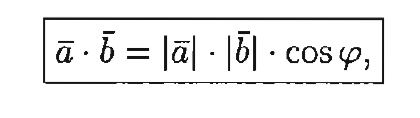 a̅ · b̅ = |a̅| · |b̅| · cos φ,